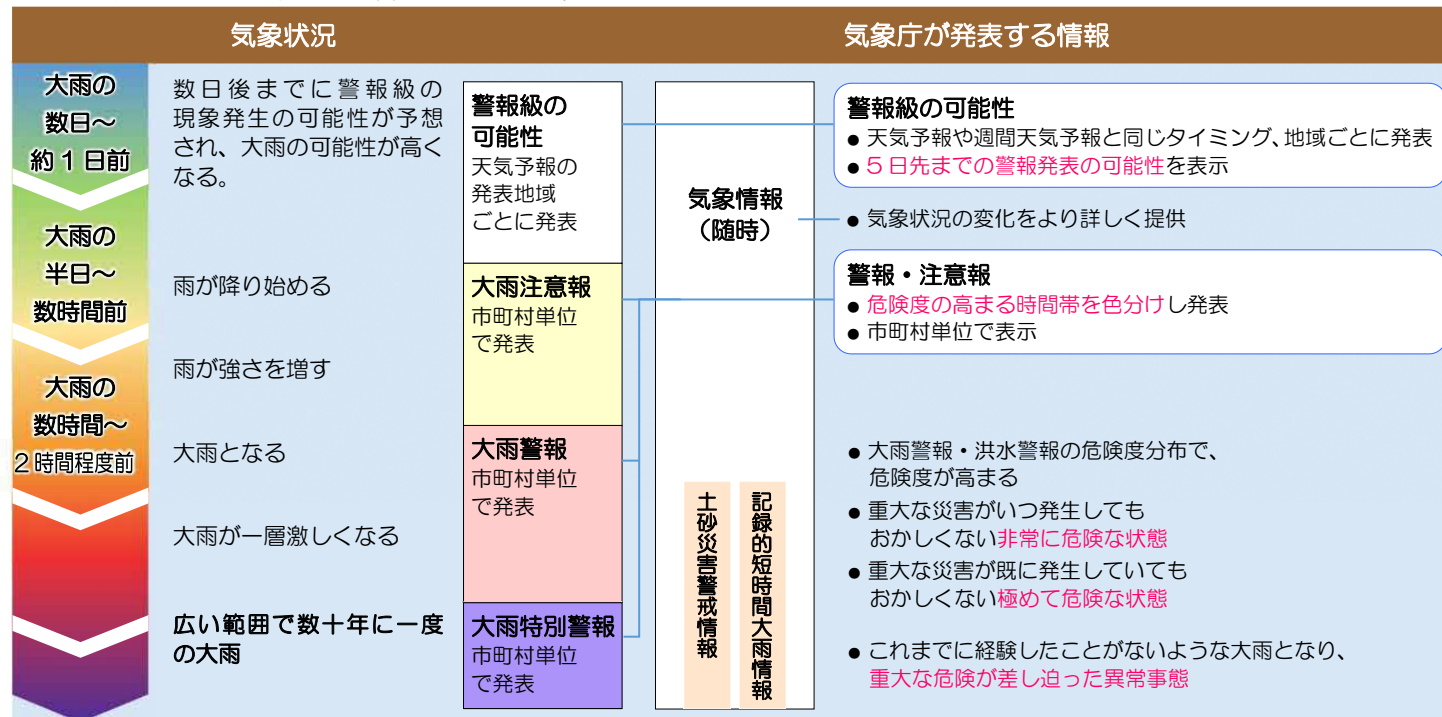 気象状況
気象庁が発表する情報
大雨の
数日～
約1日前
大雨の
半日～
数時間前
大雨の
数時間～
2時間程度前
数日後までに警報級の
現象発生の可能性が予想
され、大雨の可能性が高く
なる。
雨が降り始める
雨が強さを増す
大雨となる
大雨が一層激しくなる
広い範囲で数十年に一度
の大雨
警報級の
可能性
天気予報の
発表地域
ごとに発表
大雨注意報
市町村単位
で発表
大雨警報
市町村単位
で発表
大雨特別警報
市町村単位
で発表
気象情報
（随時）
土砂災害警戒情報
記録的短時間大雨情報
警報級の可能性
● 天気予報や週間天気予報と同じタイミング、地域ごとに発表
● 5日先までの警報発表の可能性を表示
● 気象状況の変化をより詳しく提供
警報・注意報
● 危険度の高まる時間帯を色分けし発表
● 市町村単位で表示
● 大雨警報・洪水警報の危険度分布で、
危険度が高まる
● 重大な災害がいつ発生しても
おかしくない非常に危険な状態
● 重大な災害が既に発生していても
おかしくない極めて危険な状態
● これまでに経験したことがないような大雨となり、
重大な危険が差し迫った異常事態